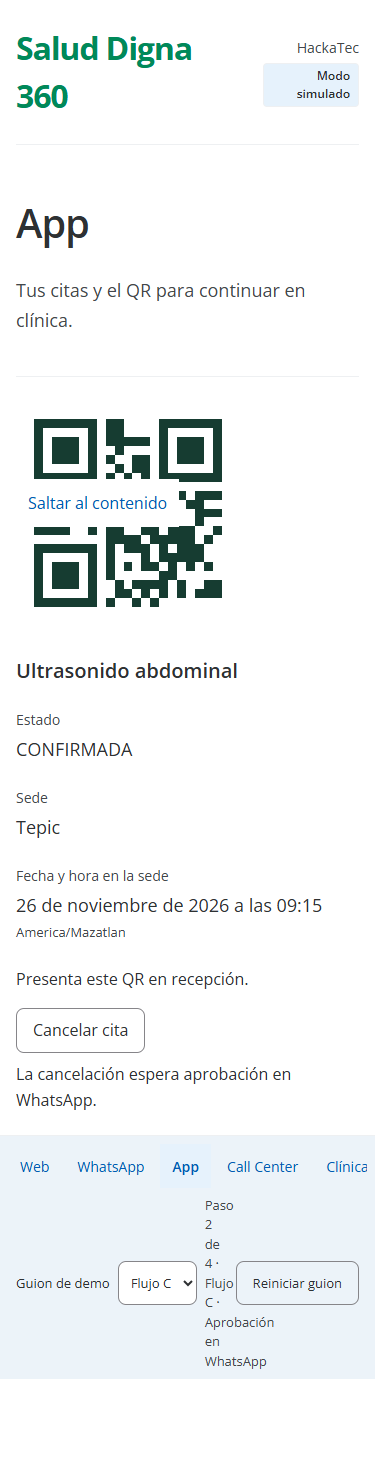 Salud Digna
360
HackaTec
Modo
simulado
App
Tus citas y el QR para continuar en
clínica.
Saltar al contenido
Ultrasonido abdominal
Estado
CONFIRMADA
Sede
Tepic
Fecha y hora en la sede
26 de noviembre de 2026 a las 09:15
America/Mazatlan
Presenta este QR en recepción.
Cancelar cita
La cancelación espera aprobación en
WhatsApp.
Web WhatsApp App Call Center Clínica
Guion de demo
Flujo C
Paso
2
de
4 ·
Flujo
C ·
Aprobación
en
WhatsApp
Reiniciar guion